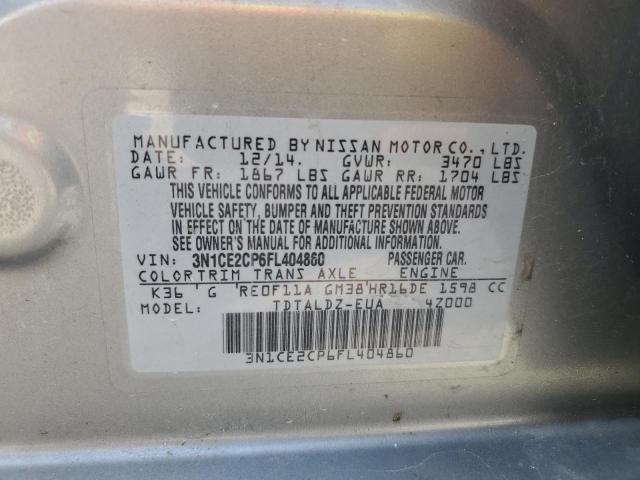 MANUFACTURED BY NISSAN MOTOR CO., LTD.
DATE: 12/14. GVWR: 3470 LBS
GAWR FR: 1867 LBS GAWR RR: 1704 LBS
THIS VEHICLE CONFORMS TO ALL APPLICABLE FEDERAL MOTOR
VEHICLE SAFETY, BUMPER AND THEFT PREVENTION STANDARDS
IN EFFECT ON THE DATE OF MANUFACTURE SHOWN ABOVE.
SEE OWNER'S MANUAL FOR ADDITIONAL INFORMATION.
VIN: 3N1CE2CP6FL404860 PASSENGER CAR.
COLOR TRIM TRANS AXLE ENGINE
K36 ' G 'RE0F11A GM38'HR16DE 1598 CC
MODEL: TDTALDZ-EUA 4Z000
3N1CE2CP6FL404860